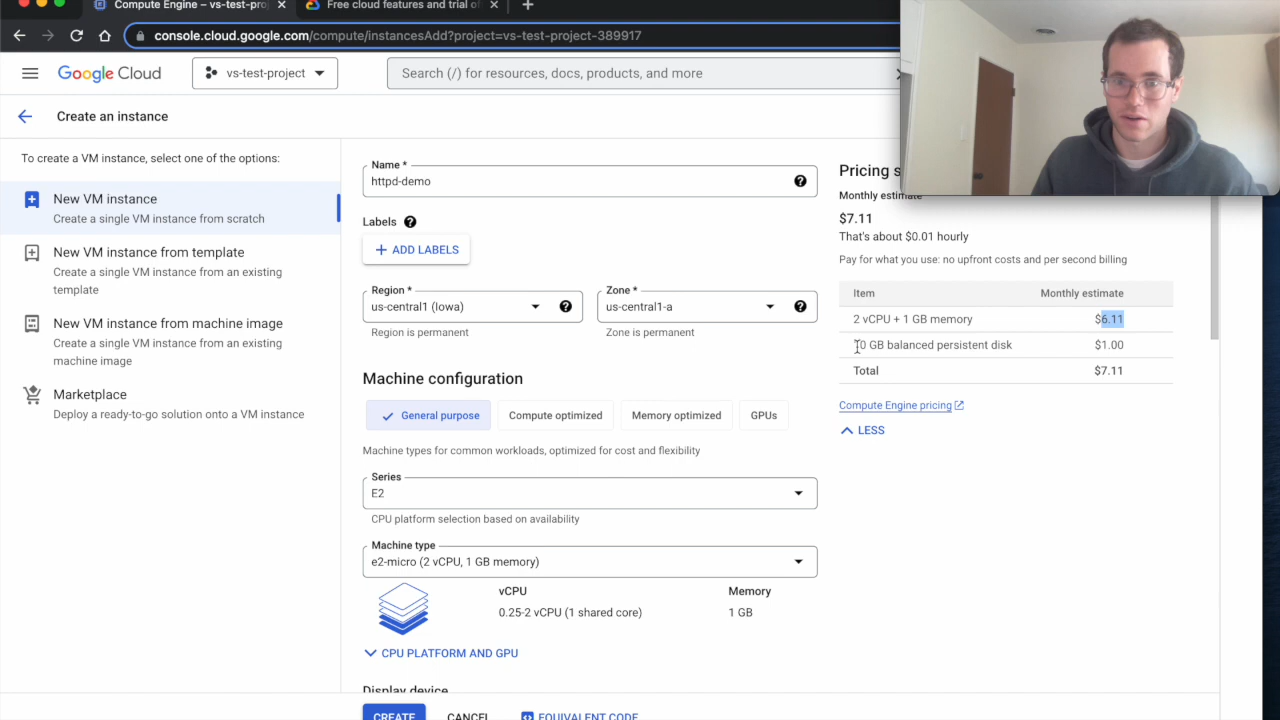 Compute Engine – vs-test-pro
Free cloud features and trial of
console.cloud.google.com/compute/instancesAdd?project=vs-test-project-389917
Google Cloud
vs-test-project
Search (/) for resources, docs, products, and more
Create an instance
To create a VM instance, select one of the options:
New VM instance
Create a single VM instance from scratch
New VM instance from template
Create a single VM instance from an existing
template
New VM instance from machine image
Create a single VM instance from an existing
machine image
Marketplace
Deploy a ready-to-go solution onto a VM instance
Name *
httpd-demo
Labels
ADD LABELS
Region *
us-central1 (Iowa)
Region is permanent
Zone *
us-central1-a
Zone is permanent
Machine configuration
General purpose
Compute optimized
Memory optimized
GPUs
Machine types for common workloads, optimized for cost and flexibility
Series
E2
CPU platform selection based on availability
Machine type
e2-micro (2 vCPU, 1 GB memory)
vCPU
Memory
0.25-2 vCPU (1 shared core)
1 GB
CPU PLATFORM AND GPU
Display device
CREATE
CANCEL
EQUIVALENT CODE
Pricing s
Monthly estimate
$7.11
That's about $0.01 hourly
Pay for what you use: no upfront costs and per second billing
Item Monthly estimate
2 vCPU + 1 GB memory $6.11
10 GB balanced persistent disk $1.00
Total $7.11
Compute Engine pricing
LESS